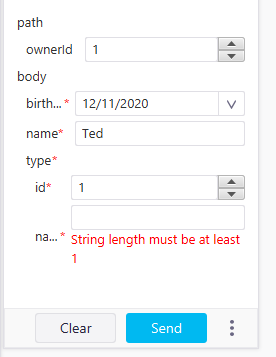 path
ownerId 1
body
birth... * 12/11/2020
name* Ted
type*
id* 1
na... * String length must be at least
1
Clear Send